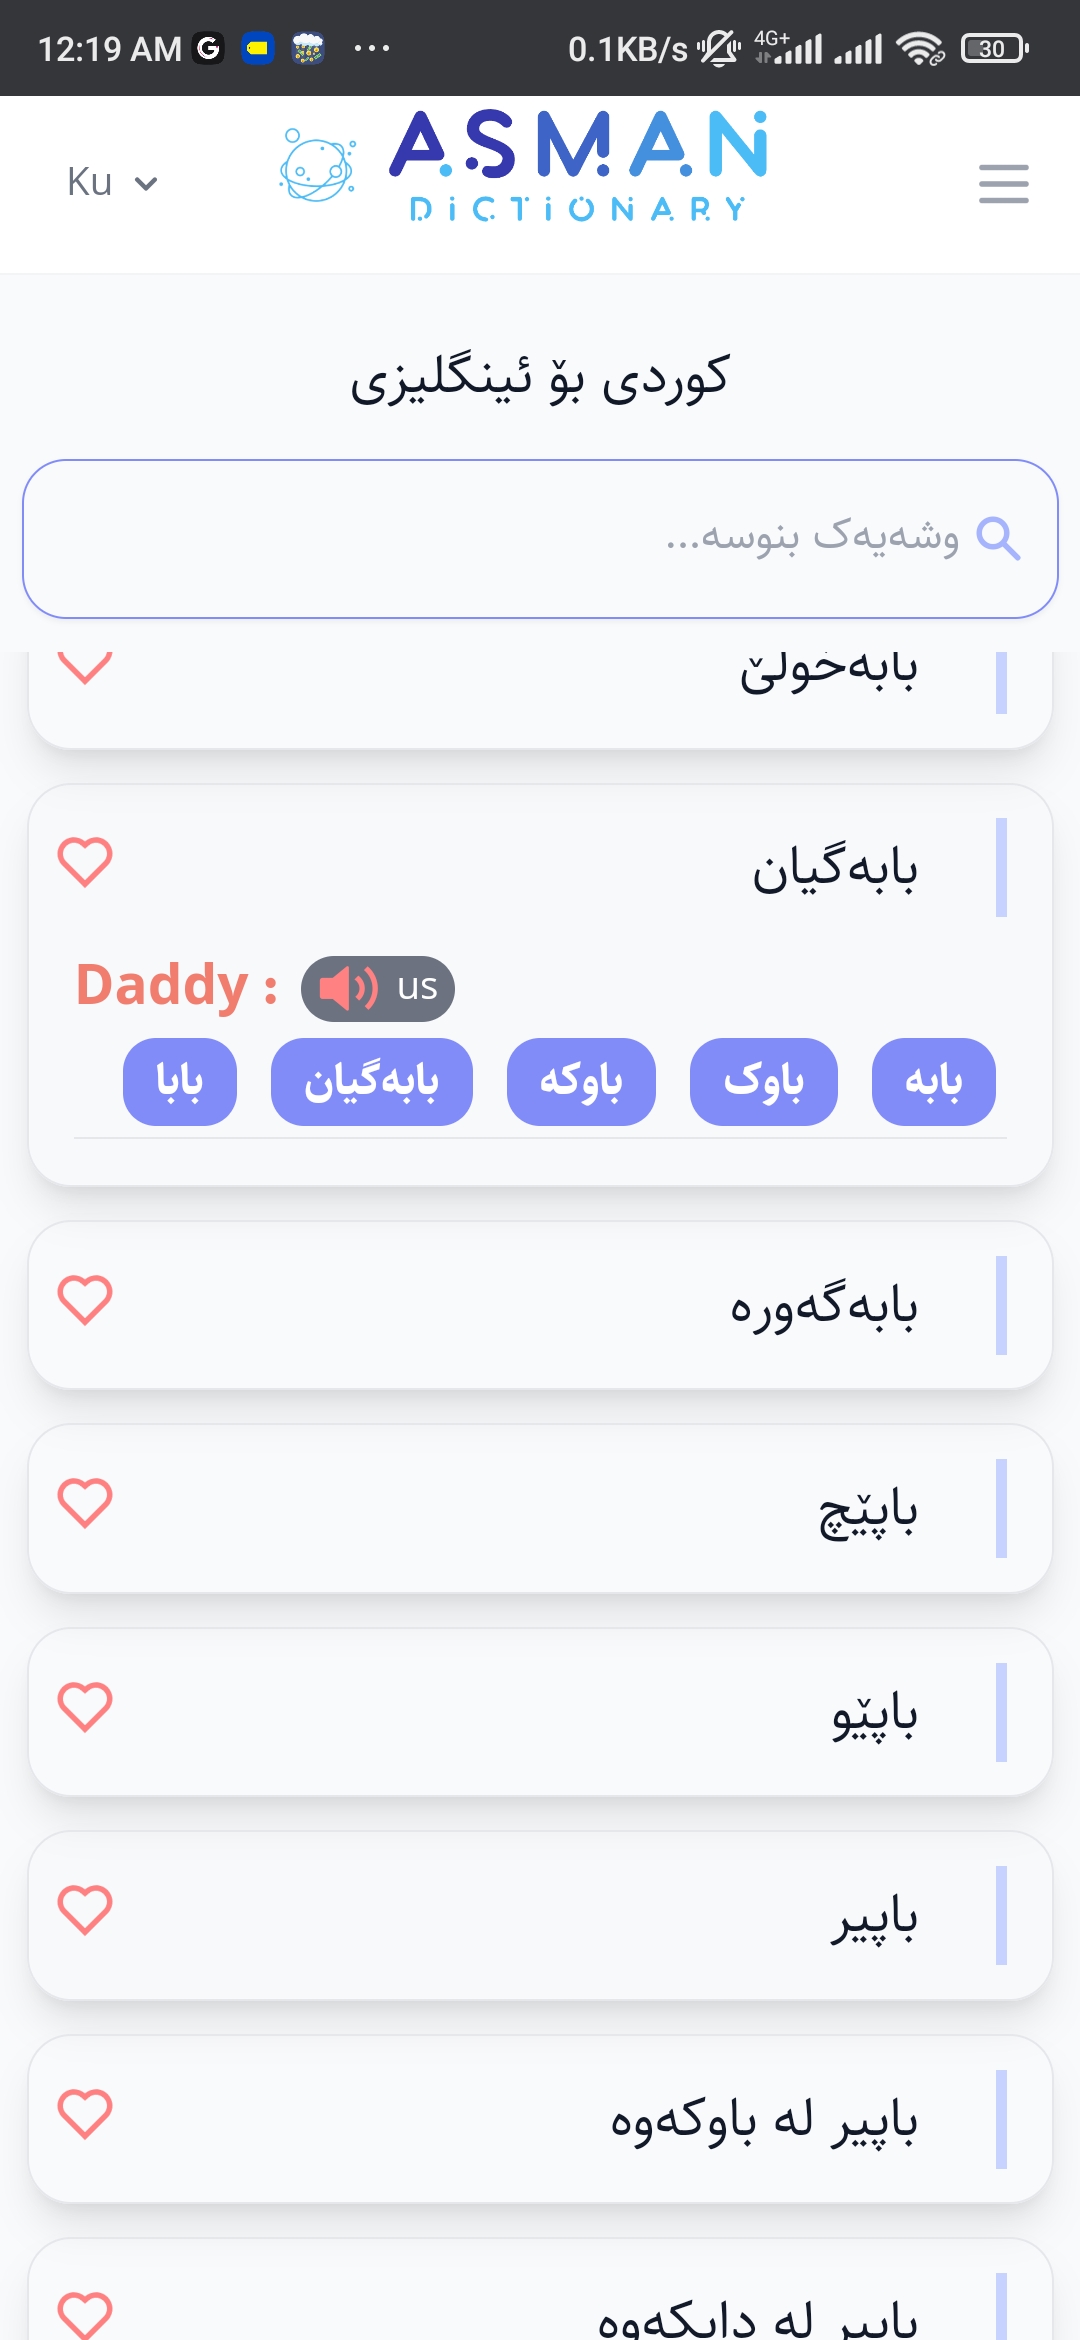 12:19 AM G ... 0.1KB/s 4G+ 30
Ku ASMAN
DICTIONARY
کوردی بۆ ئینگلیزی
وشەیەک بنوسە...
بابەخولێ
بابەگیان
Daddy : us
بابە باوک باوکە بابەگیان بابا
بابەگەورە
باپێچ
باپێو
باپیر
باپیر لە باوکەوە
باپیر لە دایکەوە